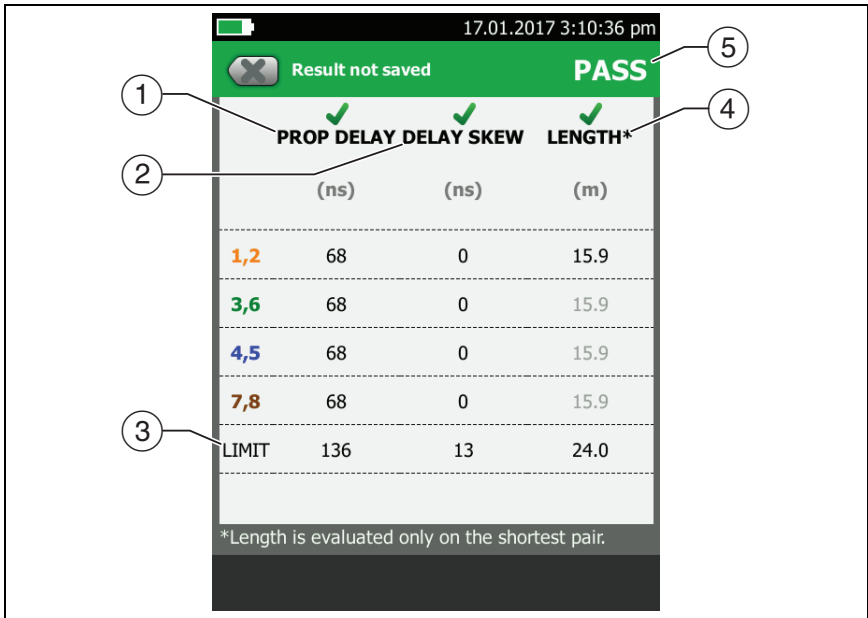 17.01.2017 3:10:36 pm
Result not saved PASS
5
1
4
PROP DELAY DELAY SKEW LENGTH*
2
(ns) (ns) (m)
1,2 68 0 15.9
3,6 68 0 15.9
4,5 68 0 15.9
7,8 68 0 15.9
3
LIMIT 136 13 24.0
*Length is evaluated only on the shortest pair.